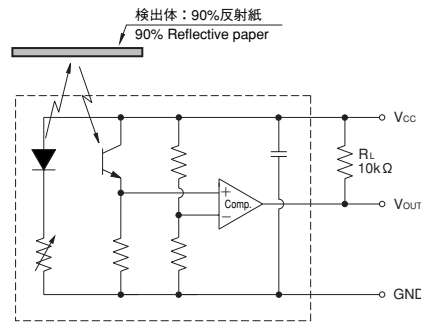 検出体：90%反射紙
90% Reflective paper
VCC
RL
10kΩ
+
Comp.
−
VOUT
GND